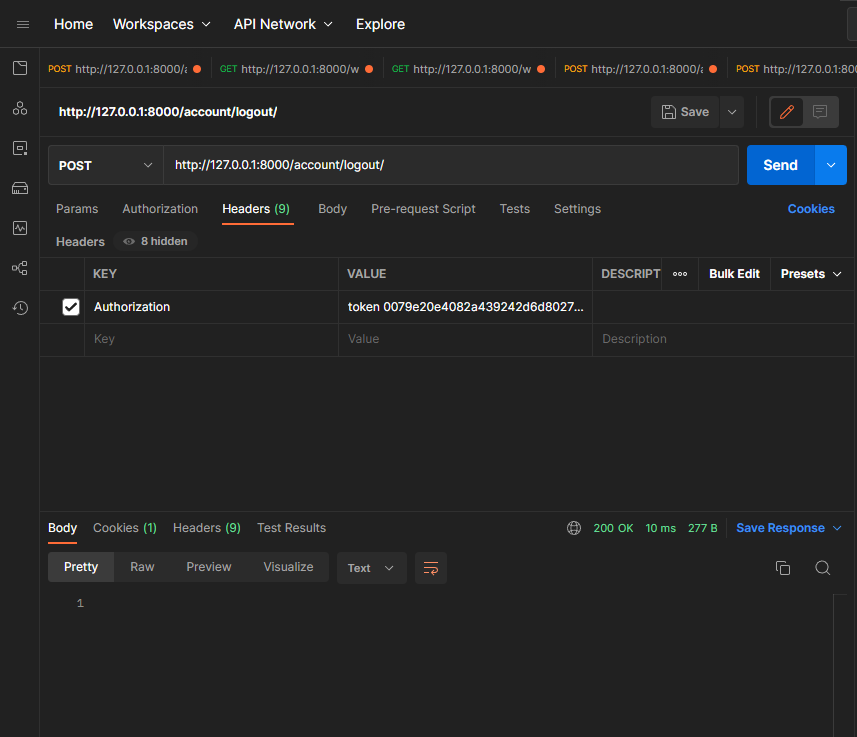 Home Workspaces API Network Explore
POST http://127.0.0.1:8000/a GET http://127.0.0.1:8000/w GET http://127.0.0.1:8000/w POST http://127.0.0.1:8000/a POST http://127.0.0.1:800
http://127.0.0.1:8000/account/logout/ Save
POST http://127.0.0.1:8000/account/logout/ Send
Params Authorization Headers (9) Body Pre-request Script Tests Settings Cookies
Headers 8 hidden
KEY VALUE DESCRIPT ooo Bulk Edit Presets
Authorization token 0079e20e4082a439242d6d8027...
Key Value Description
Body Cookies (1) Headers (9) Test Results 200 OK 10 ms 277 B Save Response
Pretty Raw Preview Visualize Text
1